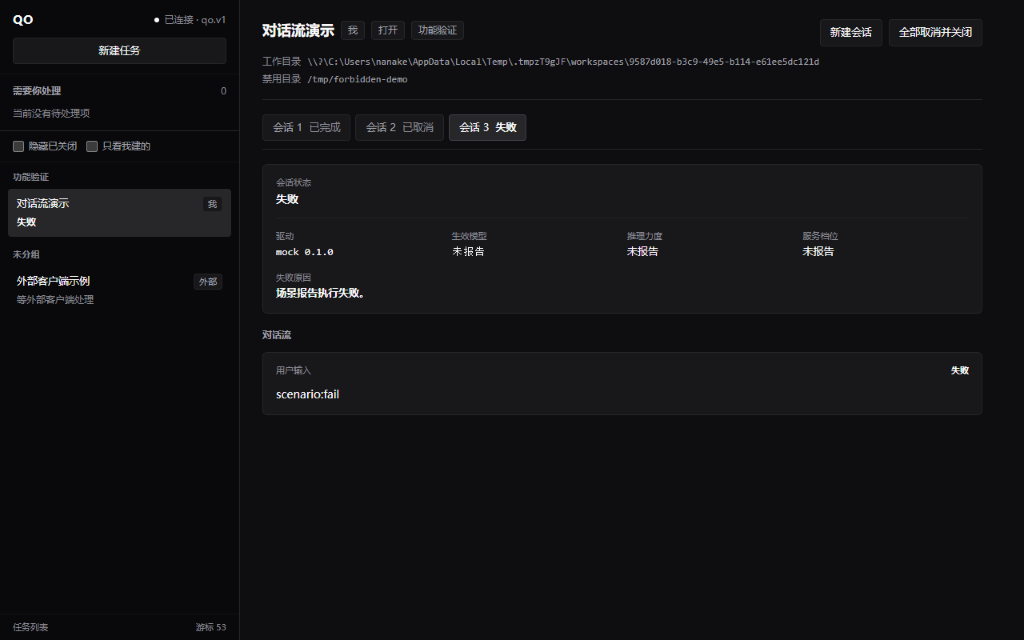 QO
已连接 · qo.v1
新建任务
需要你处理 0
当前没有待处理项
隐藏已关闭 只看我建的
功能验证
对话流演示 我
失败
未分组
外部客户端示例 外部
等外部客户端处理
任务列表 游标 53
对话流演示 我 打开 功能验证
新建会话 全部取消并关闭
工作目录 \\?\C:\Users\nanake\AppData\Local\Temp\.tmpzT9gJF\workspaces\9587d018-b3c9-49e5-b114-e61ee5dc121d
禁用目录 /tmp/forbidden-demo
会话 1 已完成 会话 2 已取消 会话 3 失败
会话状态
失败
驱动 生效模型 推理力度 服务档位
mock 0.1.0 未报告 未报告 未报告
失败原因
场景报告执行失败。
对话流
用户输入 失败
scenario:fail